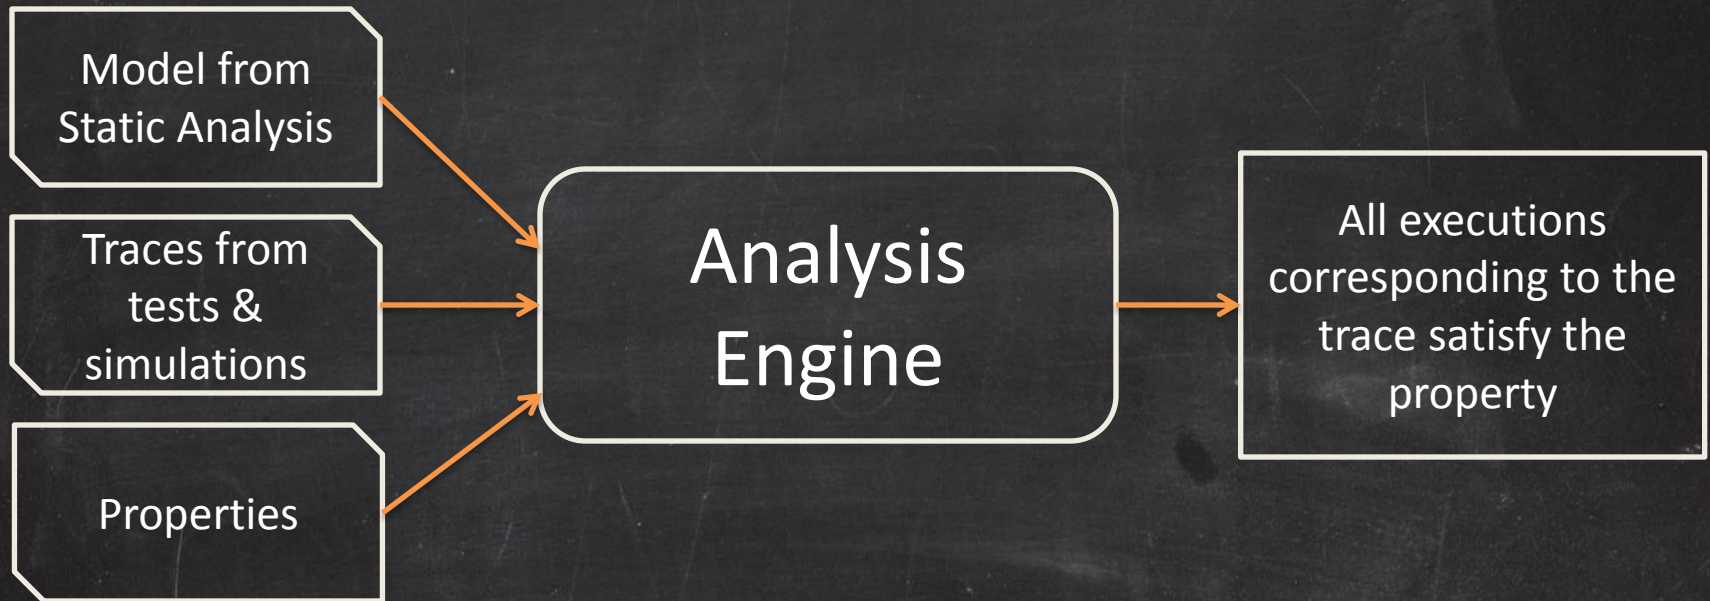 Model from
Static Analysis
Traces from
tests &
simulations
Properties
Analysis
Engine
All executions
corresponding to the
trace satisfy the
property